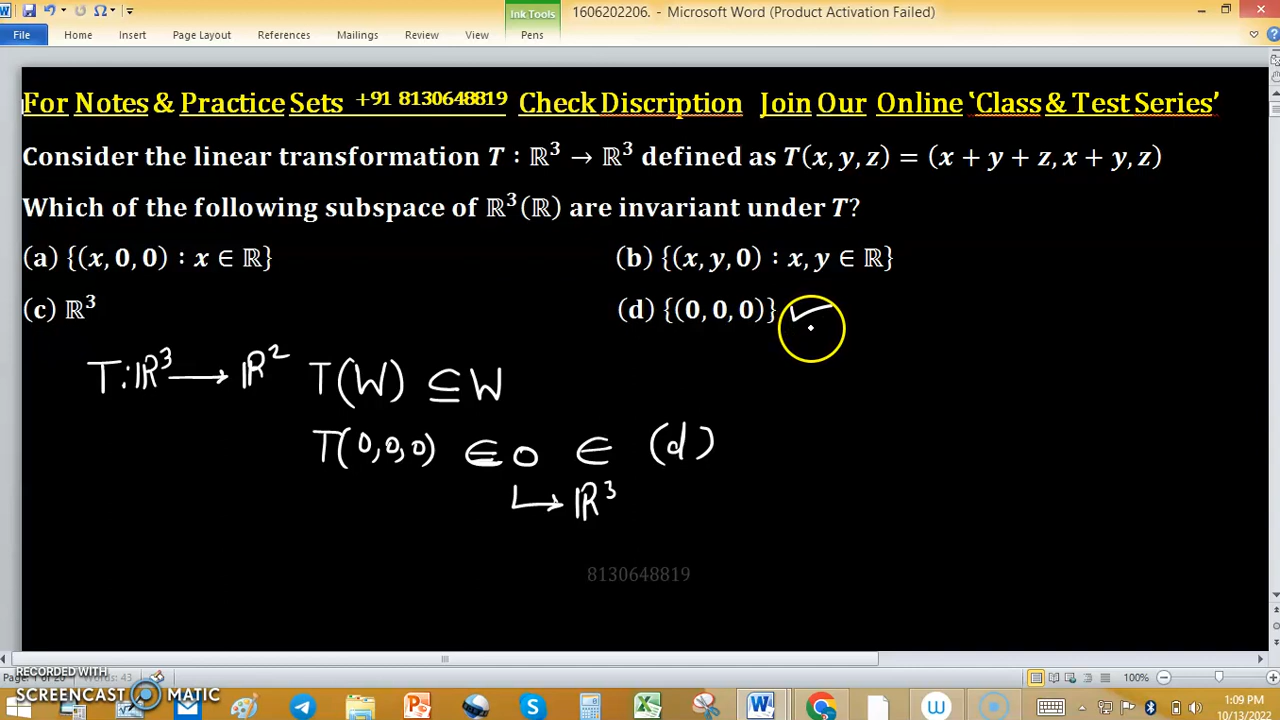 1606202206. - Microsoft Word (Product Activation Failed)
Ink Tools
File Home Insert Page Layout References Mailings Review View Pens
For Notes & Practice Sets +91 8130648819 Check Discription Join Our Online 'Class & Test Series'
Consider the linear transformation T : ℝ³ → ℝ³ defined as T(x, y, z) = (x + y + z, x + y, z)
Which of the following subspace of ℝ³(ℝ) are invariant under T?
(a) {(x, 0, 0) : x ∈ ℝ} (b) {(x, y, 0) : x, y ∈ ℝ}
(c) ℝ³ (d) {(0, 0, 0)} ✓
T: ℝ³ → ℝ² T(W) ⊆ W
T(0,0,0) ∈ 0 ∈ (d)
↳ ℝ³
8130648819
RECORDED WITH
SCREENCAST MATIC
Words: 43
100%
1:09 PM
10/13/2022